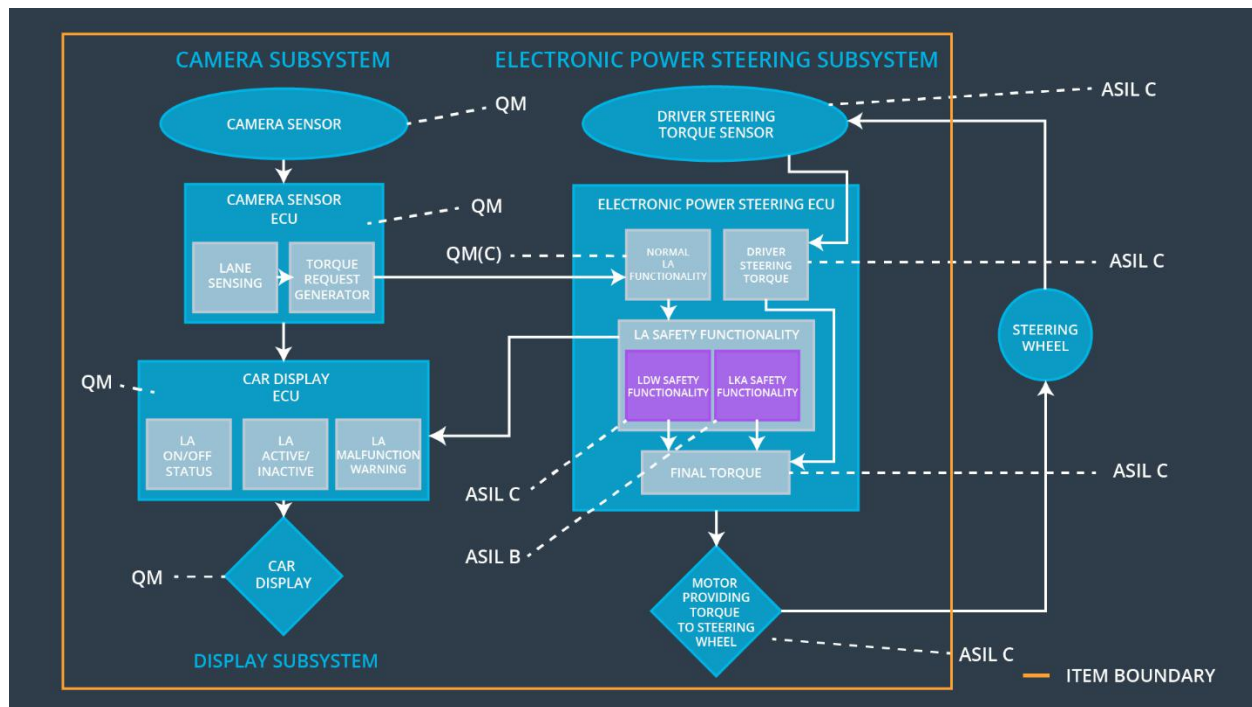 CAMERA SUBSYSTEM
ELECTRONIC POWER STEERING SUBSYSTEM
QM
ASIL C
CAMERA SENSOR
DRIVER STEERING
TORQUE SENSOR
CAMERA SENSOR
ECU
QM
ELECTRONIC POWER STEERING ECU
LANE
SENSING
TORQUE
REQUEST
GENERATOR
QM(C)
NORMAL
LA
FUNCTIONALITY
DRIVER
STEERING
TORQUE
ASIL C
STEERING
WHEEL
LA SAFETY FUNCTIONALITY
LDW SAFETY
FUNCTIONALITY
LKA SAFETY
FUNCTIONALITY
QM
CAR DISPLAY
ECU
LA
ON/OFF
STATUS
LA
ACTIVE/
INACTIVE
LA
MALFUNCTION
WARNING
FINAL TORQUE
ASIL C
ASIL C
ASIL B
QM
CAR
DISPLAY
MOTOR
PROVIDING
TORQUE
TO STEERING
WHEEL
ASIL C
DISPLAY SUBSYSTEM
ITEM BOUNDARY